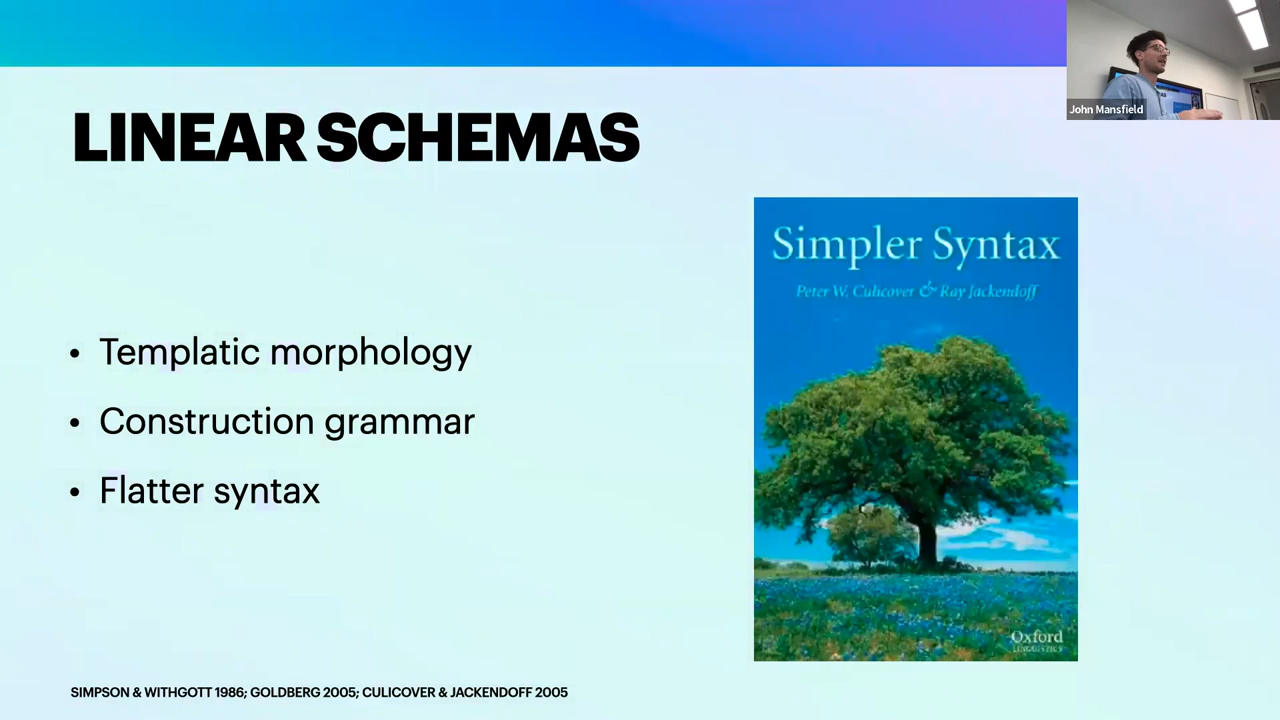 John Mansfield
LINEAR SCHEMAS
Simpler Syntax
Peter W. Culicover & Ray Jackendoff
• Templatic morphology
• Construction grammar
• Flatter syntax
Oxford
LINGUISTICS
SIMPSON & WITHGOTT 1986; GOLDBERG 2005; CULICOVER & JACKENDOFF 2005